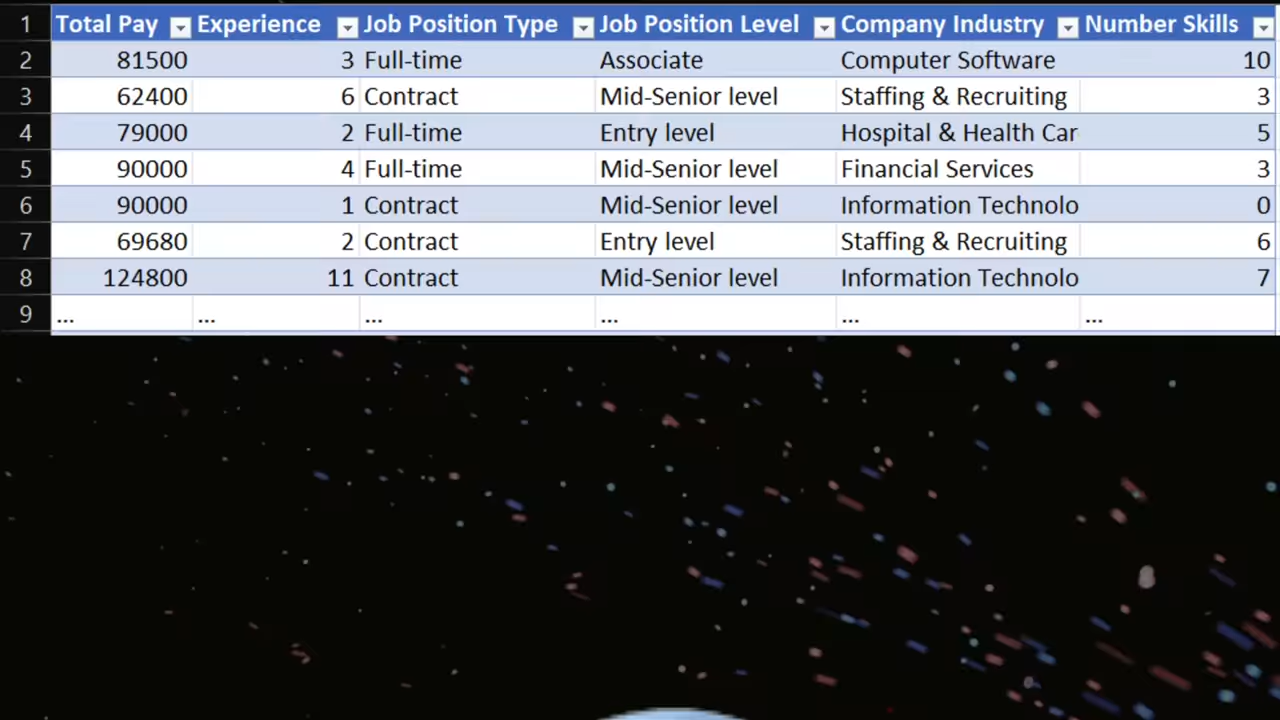 1 Total Pay Experience Job Position Type Job Position Level Company Industry Number Skills
2 81500 3 Full-time Associate Computer Software 10
3 62400 6 Contract Mid-Senior level Staffing & Recruiting 3
4 79000 2 Full-time Entry level Hospital & Health Car 5
5 90000 4 Full-time Mid-Senior level Financial Services 3
6 90000 1 Contract Mid-Senior level Information Technolo 0
7 69680 2 Contract Entry level Staffing & Recruiting 6
8 124800 11 Contract Mid-Senior level Information Technolo 7
9 ... ... ... ... ... ...